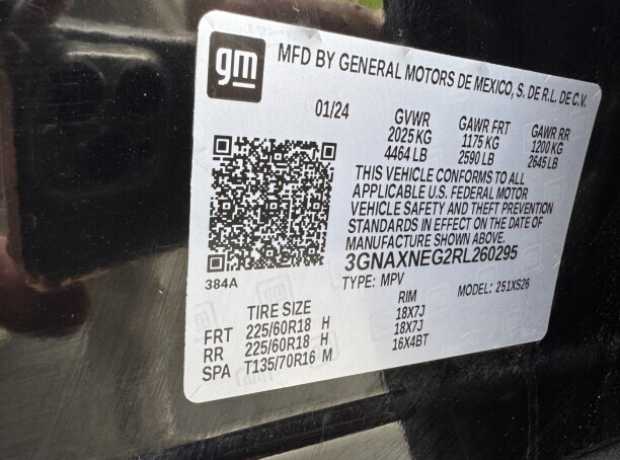 gm
MFD BY GENERAL MOTORS DE MEXICO, S. DE R.L. DE C.V.
01/24 GVWR GAWR FRT GAWR RR
2025 KG 1175 KG 1200 KG
4464 LB 2590 LB 2645 LB
THIS VEHICLE CONFORMS TO ALL
APPLICABLE U.S. FEDERAL MOTOR
VEHICLE SAFETY AND THEFT PREVENTION
STANDARDS IN EFFECT ON THE DATE OF
MANUFACTURE SHOWN ABOVE.
3GNAXNEG2RL260295
384A
TYPE: MPV MODEL: 251XS26
TIRE SIZE RIM
FRT 225/60R18 H 18X7J
RR 225/60R18 H 18X7J
SPA T135/70R16 M 16X4BT